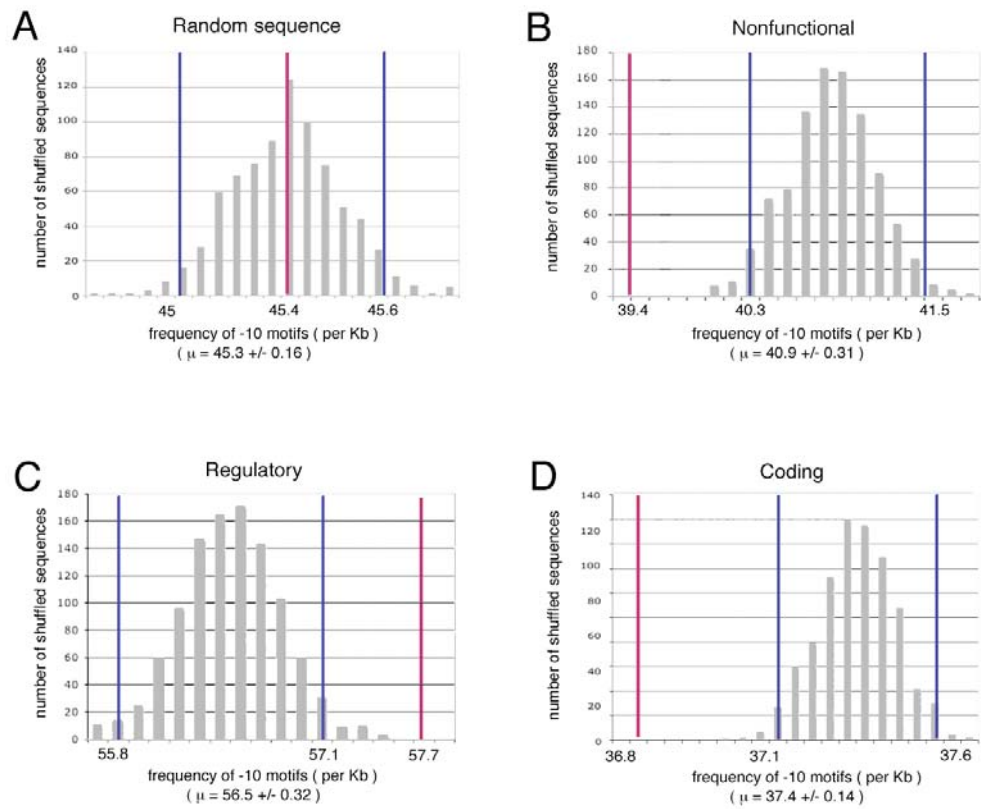 A
Random sequence
number of shuffled sequences
140
120
100
80
60
40
20
0
45
45.4
45.6
frequency of -10 motifs ( per Kb )
( μ = 45.3 +/- 0.16 )
B
Nonfunctional
number of shuffled sequences
180
160
140
120
100
80
60
40
20
0
39.4
40.3
41.5
frequency of -10 motifs ( per Kb )
( μ = 40.9 +/- 0.31 )
C
Regulatory
number of shuffled sequences
180
160
140
120
100
80
60
40
20
0
55.8
57.1
57.7
frequency of -10 motifs ( per Kb )
( μ = 56.5 +/- 0.32 )
D
Coding
number of shuffled sequences
140
120
100
80
60
40
20
0
36.8
37.1
37.6
frequency of -10 motifs ( per Kb )
( μ = 37.4 +/- 0.14 )